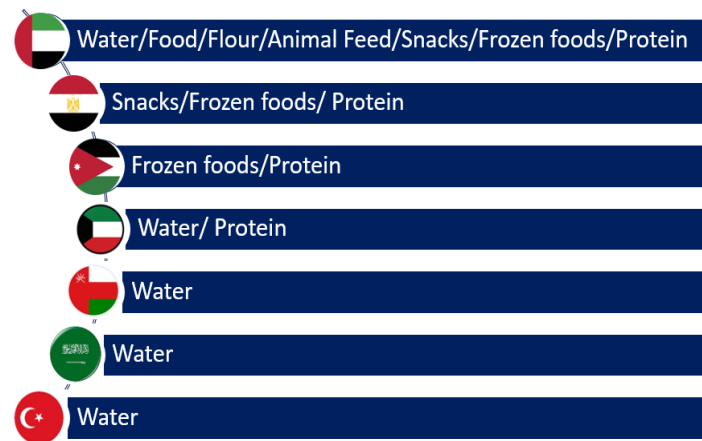 Water/Food/Flour/Animal Feed/Snacks/Frozen foods/Protein
Snacks/Frozen foods/ Protein
Frozen foods/Protein
Water/ Protein
Water
Water
Water